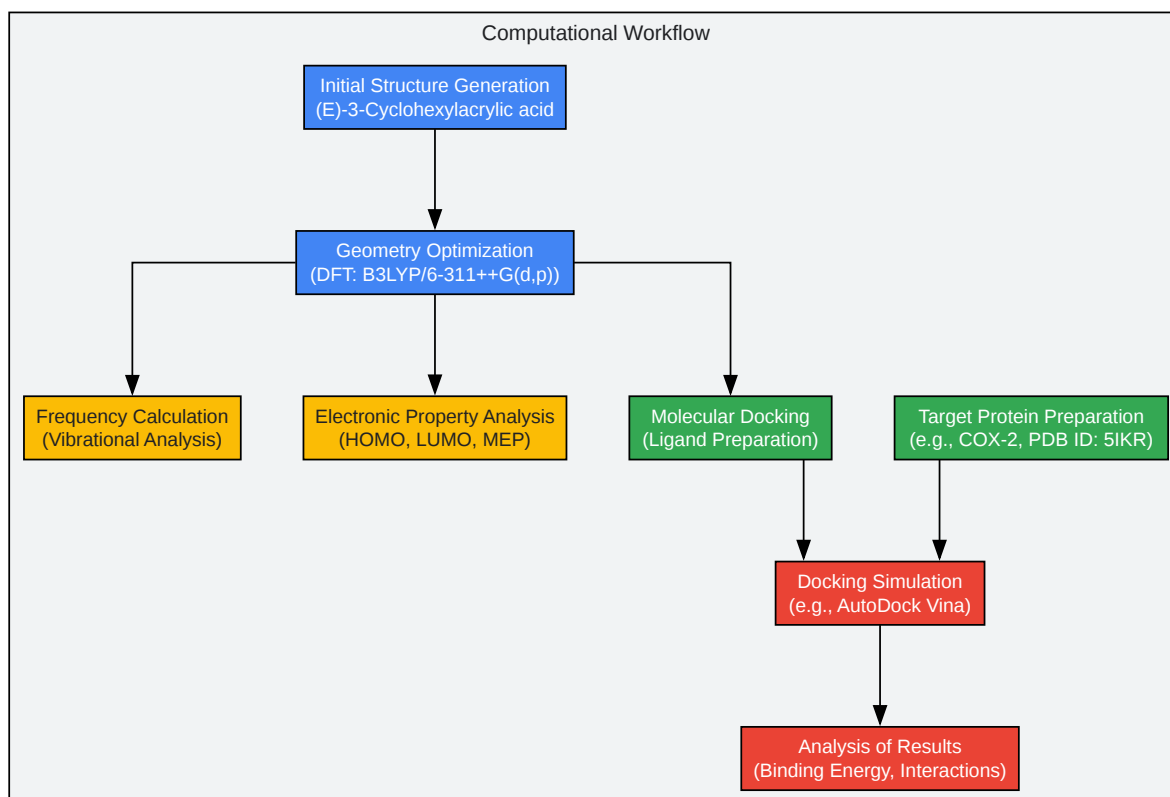 Computational Workflow
Initial Structure Generation
(E)-3-Cyclohexylacrylic acid
Geometry Optimization
(DFT: B3LYP/6-311++G(d,p))
Frequency Calculation
(Vibrational Analysis)
Electronic Property Analysis
(HOMO, LUMO, MEP)
Molecular Docking
(Ligand Preparation)
Target Protein Preparation
(e.g., COX-2, PDB ID: 5IKR)
Docking Simulation
(e.g., AutoDock Vina)
Analysis of Results
(Binding Energy, Interactions)